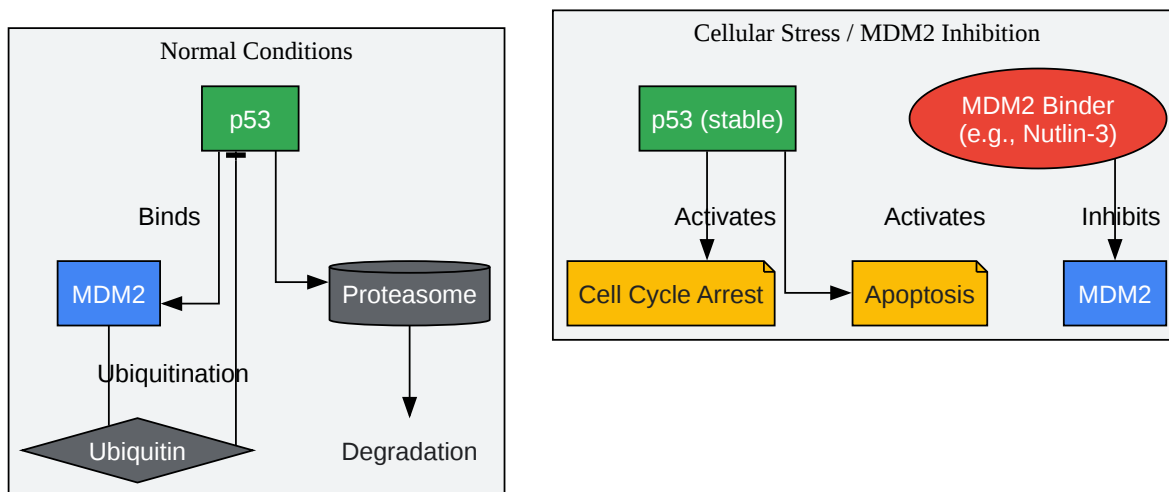 Normal Conditions
p53
Binds
MDM2
Proteasome
Ubiquitination
Ubiquitin
Degradation
Cellular Stress / MDM2 Inhibition
p53 (stable)
MDM2 Binder
(e.g., Nutlin-3)
Activates
Activates
Inhibits
Cell Cycle Arrest
Apoptosis
MDM2